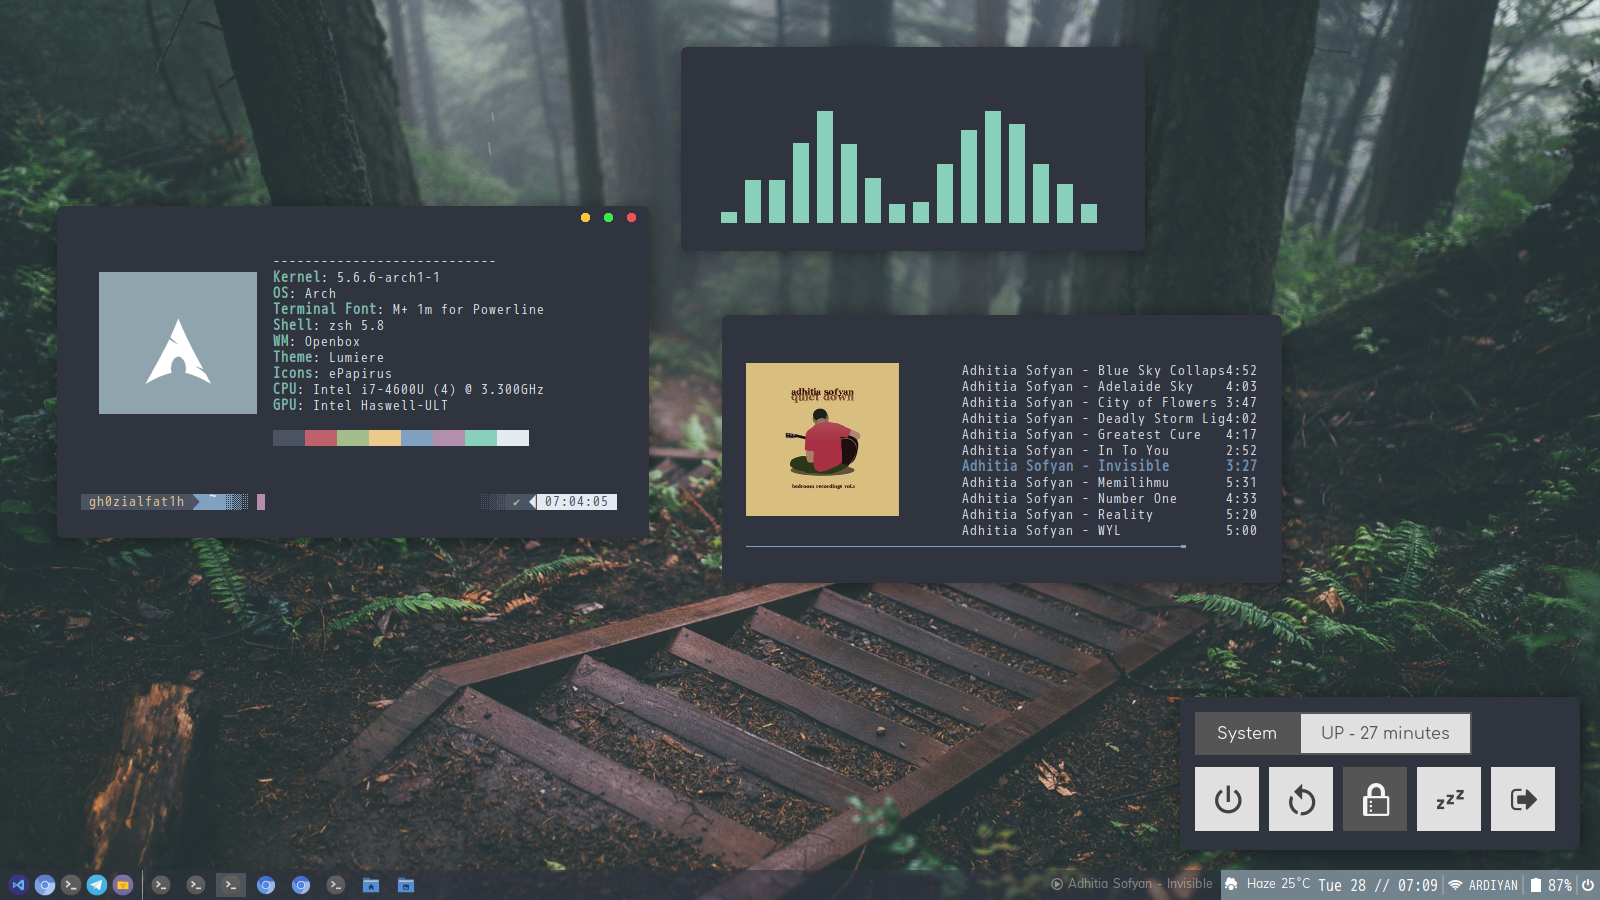 ---------------------------
Kernel: 5.6.6-arch1-1
OS: Arch
Terminal Font: M+ 1m for Powerline
Shell: zsh 5.8
WM: Openbox
Theme: Lumiere
Icons: ePapirus
CPU: Intel i7-4600U (4) @ 3.300GHz
GPU: Intel Haswell-ULT
gh0zialfat1h ~ ✔ 07:04:05
adhitia sofyan
quiet down
bedroom recordings vol.1
Adhitia Sofyan - Blue Sky Collaps4:52
Adhitia Sofyan - Adelaide Sky 4:03
Adhitia Sofyan - City of Flowers 3:47
Adhitia Sofyan - Deadly Storm Lig4:02
Adhitia Sofyan - Greatest Cure 4:17
Adhitia Sofyan - In To You 2:52
Adhitia Sofyan - Invisible 3:27
Adhitia Sofyan - Memilihmu 5:31
Adhitia Sofyan - Number One 4:33
Adhitia Sofyan - Reality 5:20
Adhitia Sofyan - WYL 5:00
System UP - 27 minutes
zzz
Adhitia Sofyan - Invisible Haze 25°C Tue 28 // 07:09 ARDIYAN 87%